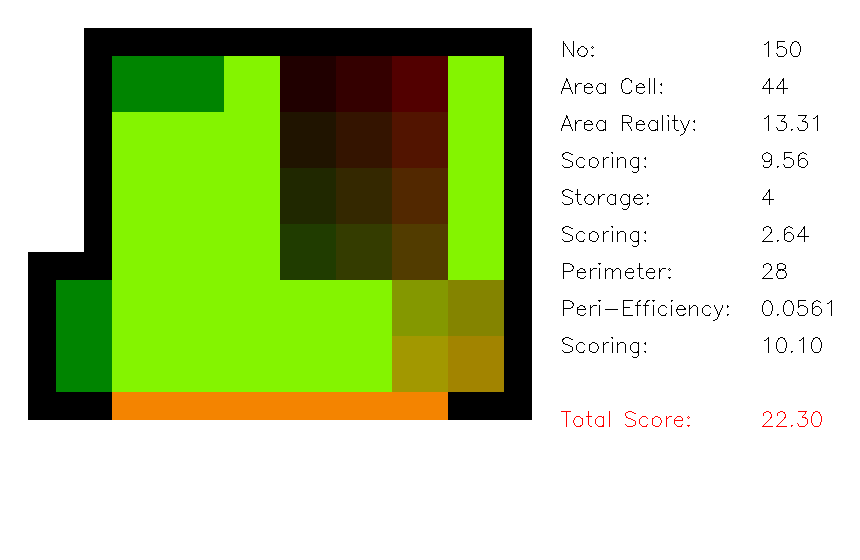 No: 150
Area Cell: 44
Area Reality: 13.31
Scoring: 9.56
Storage: 4
Scoring: 2.64
Perimeter: 28
Peri-Efficiency: 0.0561
Scoring: 10.10
Total Score: 22.30